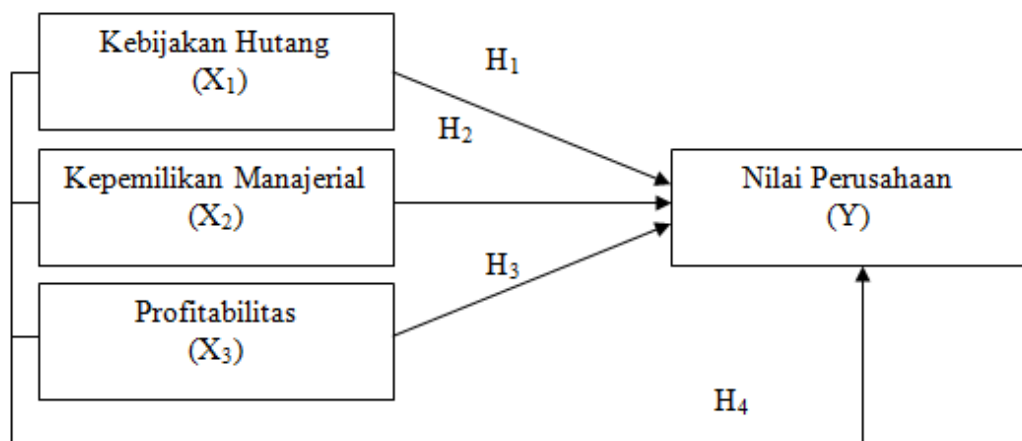 Kebijakan Hutang
(X₁)
H₁
H₂
Kepemilikan Manajerial
(X₂)
Nilai Perusahaan
(Y)
H₃
Profitabilitas
(X₃)
H₄